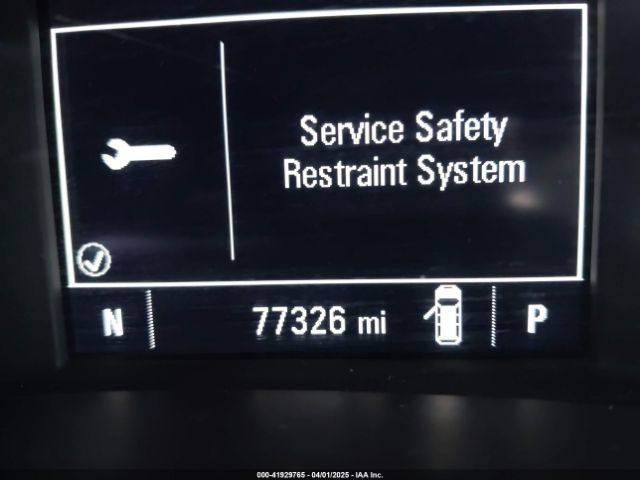 Service Safety
Restraint System
N 77326 mi P
000-41929765 - 04/01/2025 - IAA Inc.